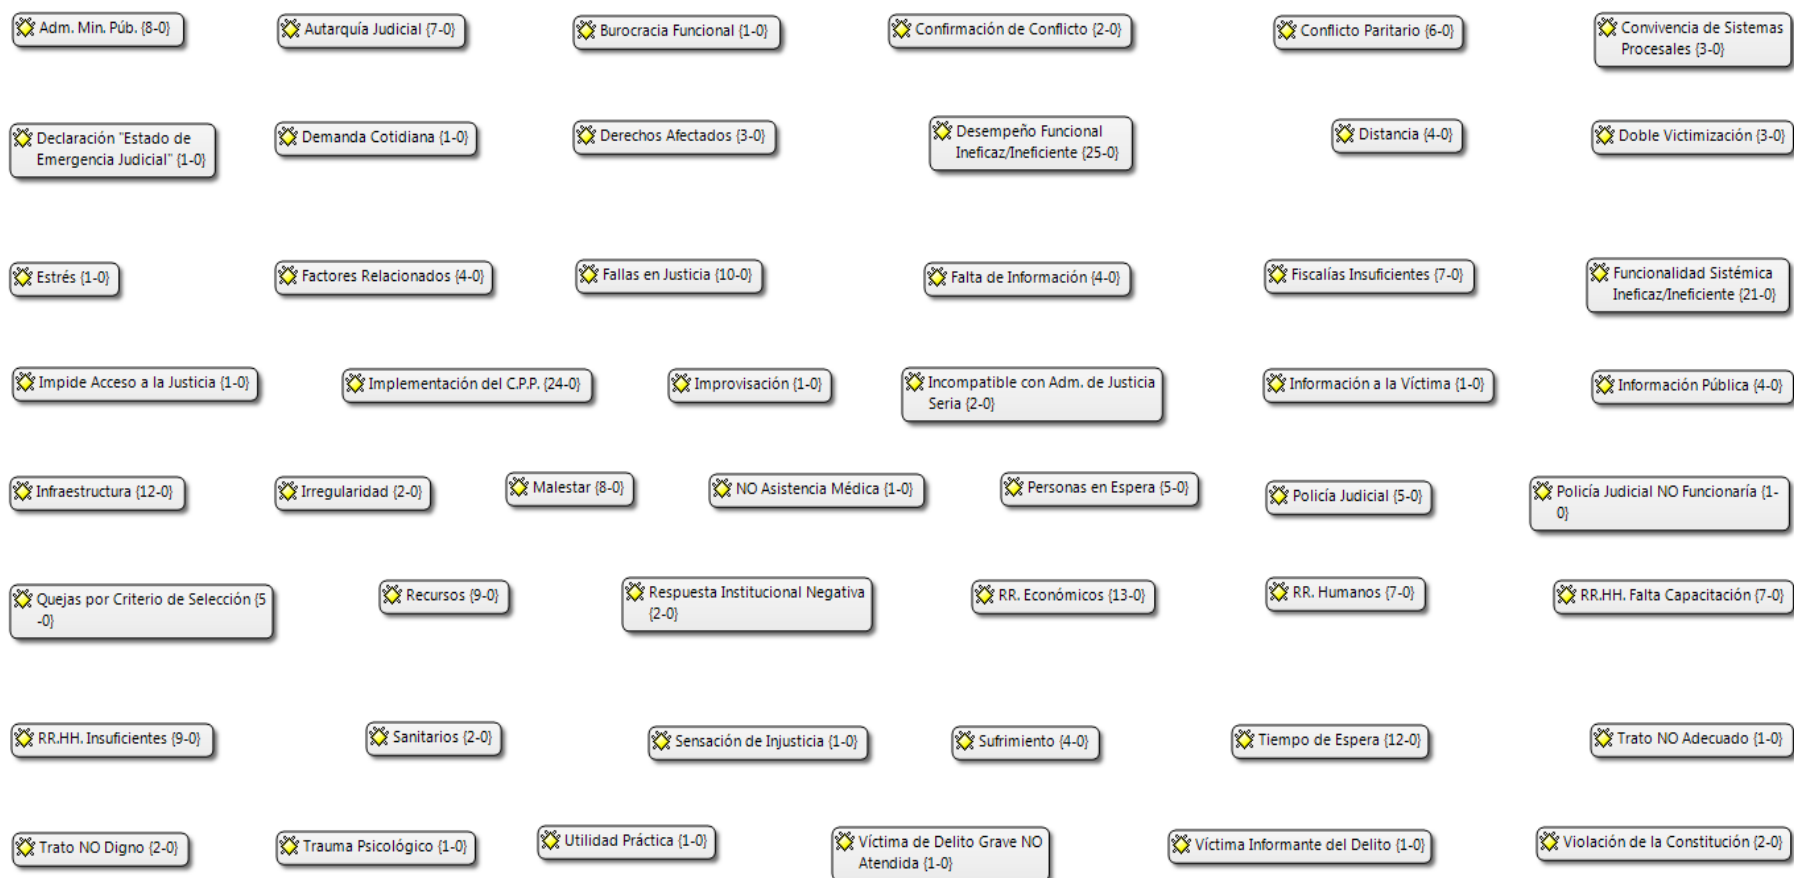 Adm. Min. Púb. {8-0}
Autarquía Judicial {7-0}
Burocracia Funcional {1-0}
Confirmación de Conflicto {2-0}
Conflicto Paritario {6-0}
Convivencia de Sistemas
Procesales {3-0}
Declaración "Estado de
Emergencia Judicial" {1-0}
Demanda Cotidiana {1-0}
Derechos Afectados {3-0}
Desempeño Funcional
Ineficaz/Ineficiente {25-0}
Distancia {4-0}
Doble Victimización {3-0}
Estrés {1-0}
Factores Relacionados {4-0}
Fallas en Justicia {10-0}
Falta de Información {4-0}
Fiscalías Insuficientes {7-0}
Funcionalidad Sistémica
Ineficaz/Ineficiente {21-0}
Impide Acceso a la Justicia {1-0}
Implementación del C.P.P. {24-0}
Improvisación {1-0}
Incompatible con Adm. de Justicia
Seria {2-0}
Información a la Víctima {1-0}
Información Pública {4-0}
Infraestructura {12-0}
Irregularidad {2-0}
Malestar {8-0}
NO Asistencia Médica {1-0}
Personas en Espera {5-0}
Policía Judicial {5-0}
Policía Judicial NO Funcionaría {1-
0}
Quejas por Criterio de Selección {5
-0}
Recursos {9-0}
Respuesta Institucional Negativa
{2-0}
RR. Económicos {13-0}
RR. Humanos {7-0}
RR.HH. Falta Capacitación {7-0}
RR.HH. Insuficientes {9-0}
Sanitarios {2-0}
Sensación de Injusticia {1-0}
Sufrimiento {4-0}
Tiempo de Espera {12-0}
Trato NO Adecuado {1-0}
Trato NO Digno {2-0}
Trauma Psicológico {1-0}
Utilidad Práctica {1-0}
Víctima de Delito Grave NO
Atendida {1-0}
Víctima Informante del Delito {1-0}
Violación de la Constitución {2-0}